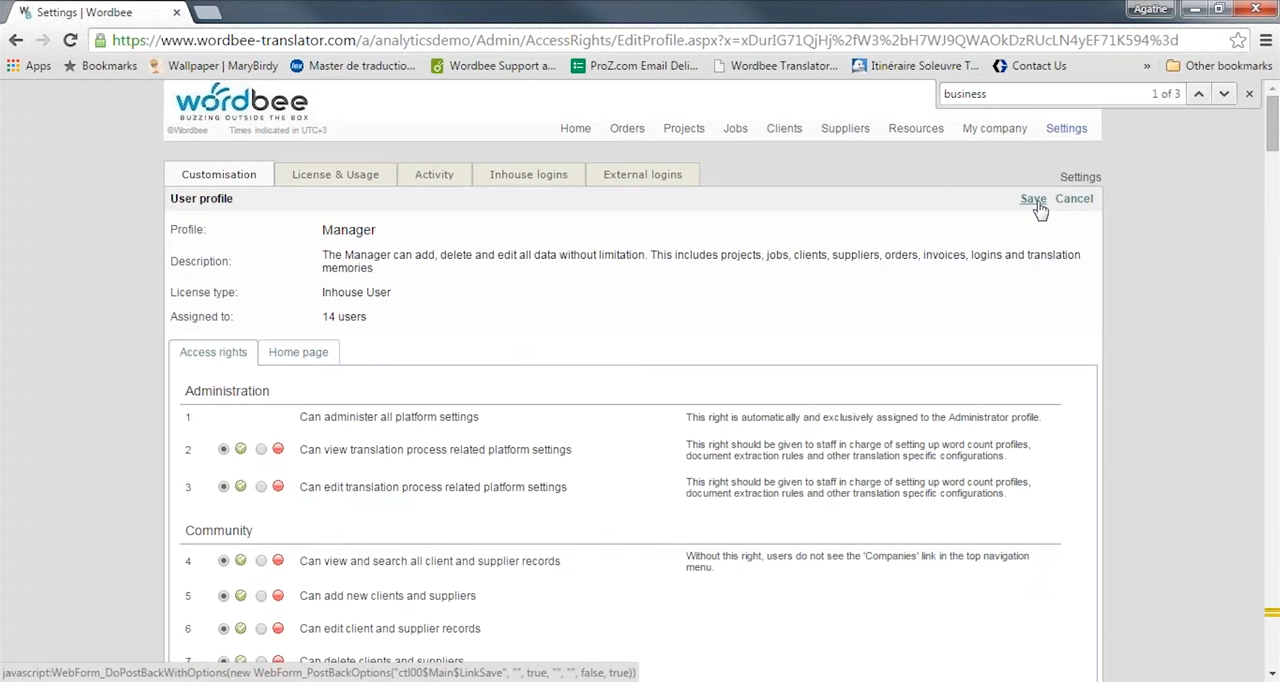 Settings | Wordbee
Agathe
https://www.wordbee-translator.com/a/analyticsdemo/Admin/AccessRights/EditProfile.aspx?x=xDurIG71QjHj%2fW3%2bH7WJ9QWAOkDzRUcLN4yEF71K594%3d
Apps Bookmarks Wallpaper | MaryBirdy Master de traductio... Wordbee Support a... ProZ.com Email Deli... Wordbee Translator... Itinéraire Soleuvre T... Contact Us » Other bookmarks
business 1 of 3
wordbee
BUZZING OUTSIDE THE BOX
©Wordbee Times indicated in UTC+3
Home Orders Projects Jobs Clients Suppliers Resources My company Settings
Customisation License & Usage Activity Inhouse logins External logins Settings
User profile Save Cancel
Profile: Manager
Description: The Manager can add, delete and edit all data without limitation. This includes projects, jobs, clients, suppliers, orders, invoices, logins and translation
memories
License type: Inhouse User
Assigned to: 14 users
Access rights Home page
Administration
1 Can administer all platform settings This right is automatically and exclusively assigned to the Administrator profile.
2 Can view translation process related platform settings This right should be given to staff in charge of setting up word count profiles,
document extraction rules and other translation specific configurations.
3 Can edit translation process related platform settings This right should be given to staff in charge of setting up word count profiles,
document extraction rules and other translation specific configurations.
Community
4 Can view and search all client and supplier records Without this right, users do not see the 'Companies' link in the top navigation
menu.
5 Can add new clients and suppliers
6 Can edit client and supplier records
7 Can delete clients and suppliers
javascript:WebForm_DoPostBackWithOptions(new WebForm_PostBackOptions("ctl00$Main$LinkSave", "", true, "", "", false, true))